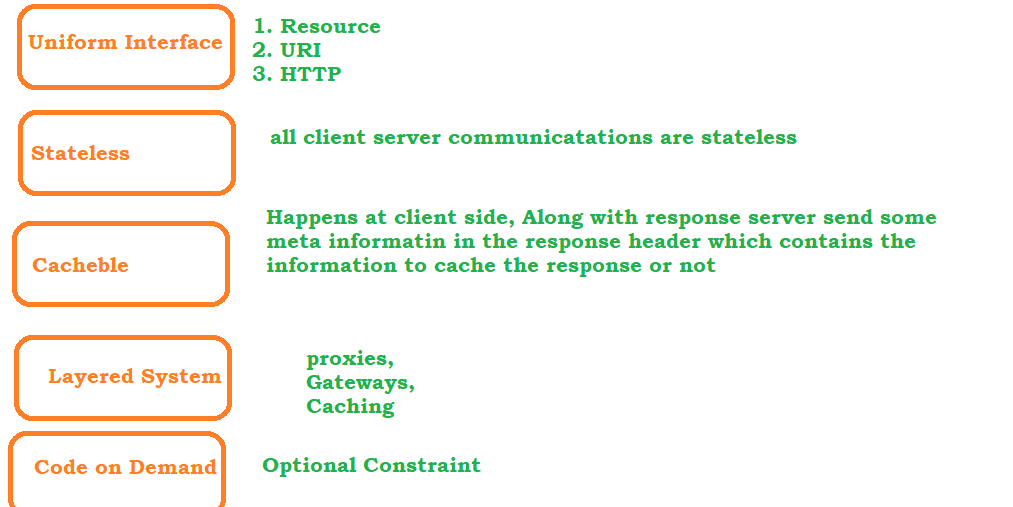 Uniform Interface
1. Resource
2. URI
3. HTTP
Stateless
all client server communicatations are stateless
Cacheble
Happens at client side, Along with response server send some
meta informatin in the response header which contains the
information to cache the response or not
Layered System
proxies,
Gateways,
Caching
Code on Demand
Optional Constraint